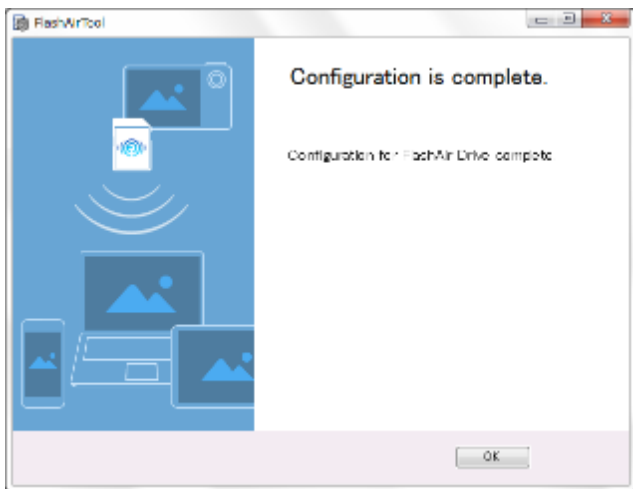 FlashAirTool
Configuration is complete.
Configuration for FlashAir Drive complete
OK